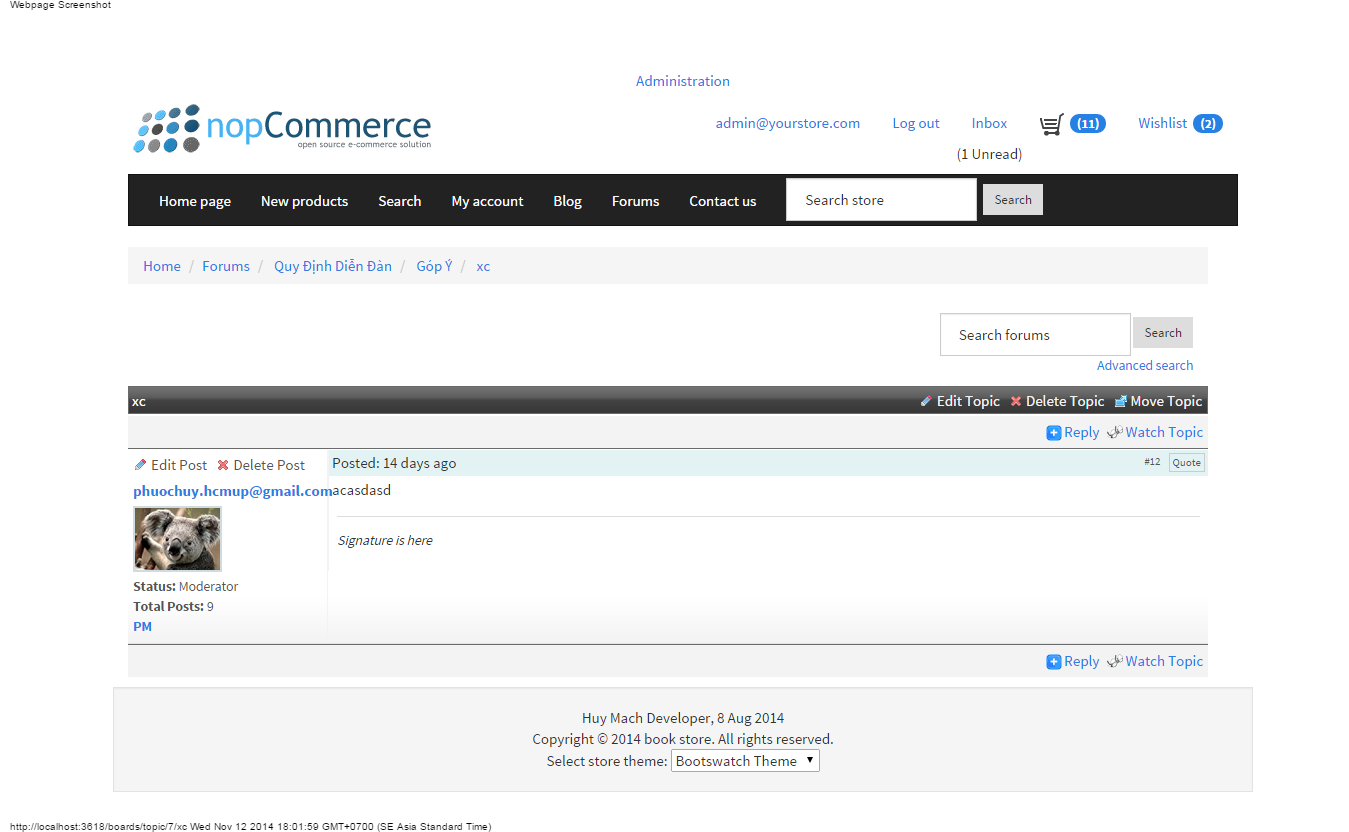 Webpage Screenshot
Administration
nopCommerce
open source e-commerce solution
admin@yourstore.com Log out Inbox (11) Wishlist (2)
(1 Unread)
Home page New products Search My account Blog Forums Contact us Search store Search
Home / Forums / Quy Định Diễn Đàn / Góp Ý / xc
Search forums Search
Advanced search
xc Edit Topic Delete Topic Move Topic
Reply Watch Topic
Edit Post Delete Post Posted: 14 days ago #12 Quote
phuochuy.hcmup@gmail.com acasdasd
Signature is here
Status: Moderator
Total Posts: 9
PM
Reply Watch Topic
Huy Mach Developer, 8 Aug 2014
Copyright © 2014 book store. All rights reserved.
Select store theme: Bootswatch Theme
http://localhost:3618/boards/topic/7/xc Wed Nov 12 2014 18:01:59 GMT+0700 (SE Asia Standard Time)